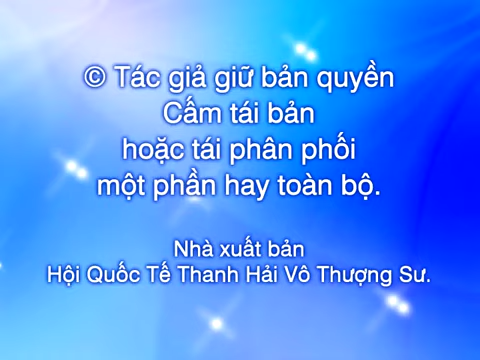 © Tác giả giữ bản quyền
Cấm tái bản
hoặc tái phân phối
một phần hay toàn bộ.
Nhà xuất bản
Hội Quốc Tế Thanh Hải Vô Thượng Sư.